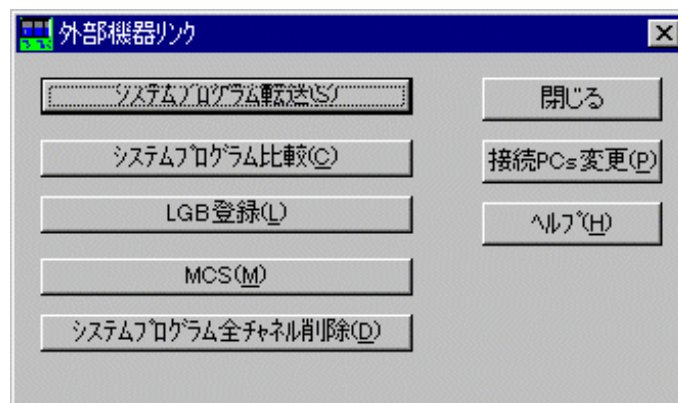 外部機器リンク
システムプログラム転送(S)
システムプログラム比較(C)
LGB登録(L)
MCS(M)
システムプログラム全チャネル削除(D)
閉じる
接続PCs変更(P)
ヘルプ(H)